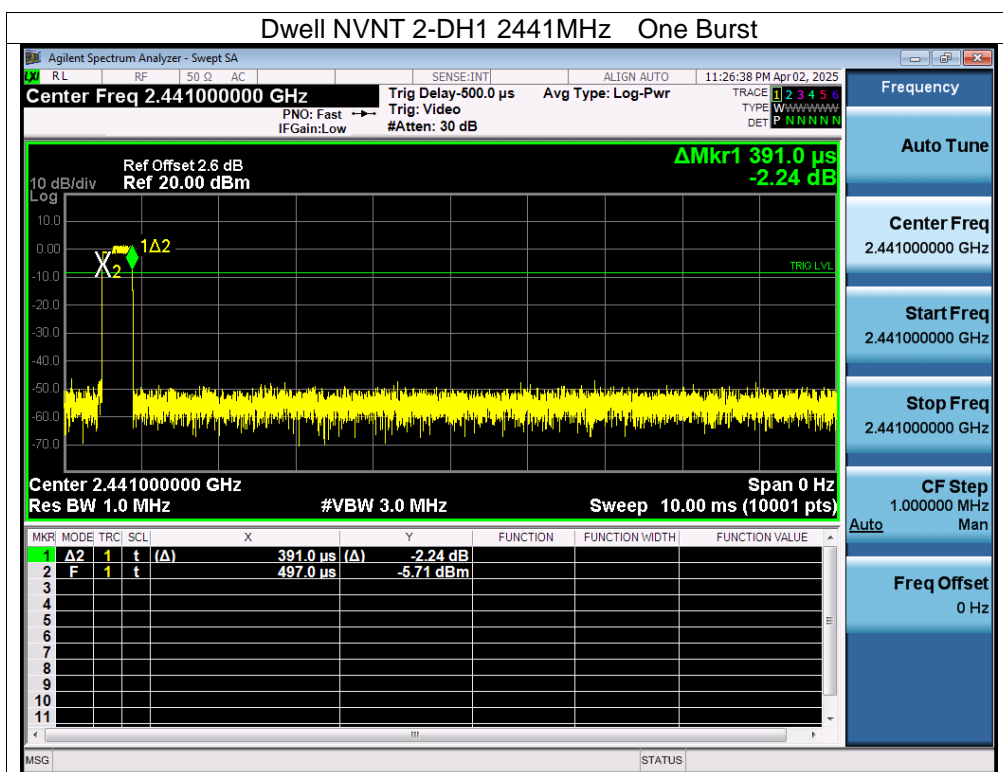 Dwell NVNT 2-DH1 2441MHz One Burst
Agilent Spectrum Analyzer - Swept SA
LXI RL RF 50 Ω AC SENSE:INT ALIGN AUTO 11:26:38 PM Apr 02, 2025
Center Freq 2.441000000 GHz
PNO: Fast
IFGain:Low
Trig Delay-500.0 µs
Trig: Video
#Atten: 30 dB
Avg Type: Log-Pwr
TRACE 1 2 3 4 5 6
TYPE WWWWWWW
DET P N N N N N
ΔMkr1 391.0 µs
-2.24 dB
Ref Offset 2.6 dB
10 dB/div Ref 20.00 dBm
Log
10.0
0.00
-10.0
-20.0
-30.0
-40.0
-50.0
-60.0
-70.0
X2
1Δ2
TRIG LVL
Center 2.441000000 GHz Span 0 Hz
Res BW 1.0 MHz #VBW 3.0 MHz Sweep 10.00 ms (10001 pts)
MKR MODE TRC SCL X Y FUNCTION FUNCTION WIDTH FUNCTION VALUE
1 Δ2 1 t (Δ) 391.0 µs (Δ) -2.24 dB
2 F 1 t 497.0 µs -5.71 dBm
3
4
5
6
7
8
9
10
11
MSG STATUS
Frequency
Auto Tune
Center Freq
2.441000000 GHz
Start Freq
2.441000000 GHz
Stop Freq
2.441000000 GHz
CF Step
1.000000 MHz
Auto Man
Freq Offset
0 Hz